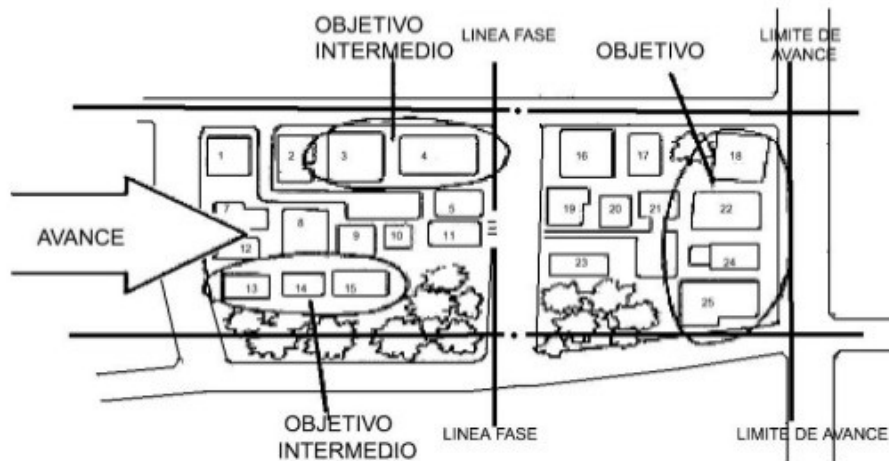 OBJETIVO
INTERMEDIO
LINEA FASE
OBJETIVO
LIMITE DE
AVANCE
1
2
3
4
16
17
18
7
5
8
9
10
11
12
19
20
21
22
AVANCE
13
14
15
23
24
25
OBJETIVO
INTERMEDIO
LINEA FASE
LIMITE DE AVANCE